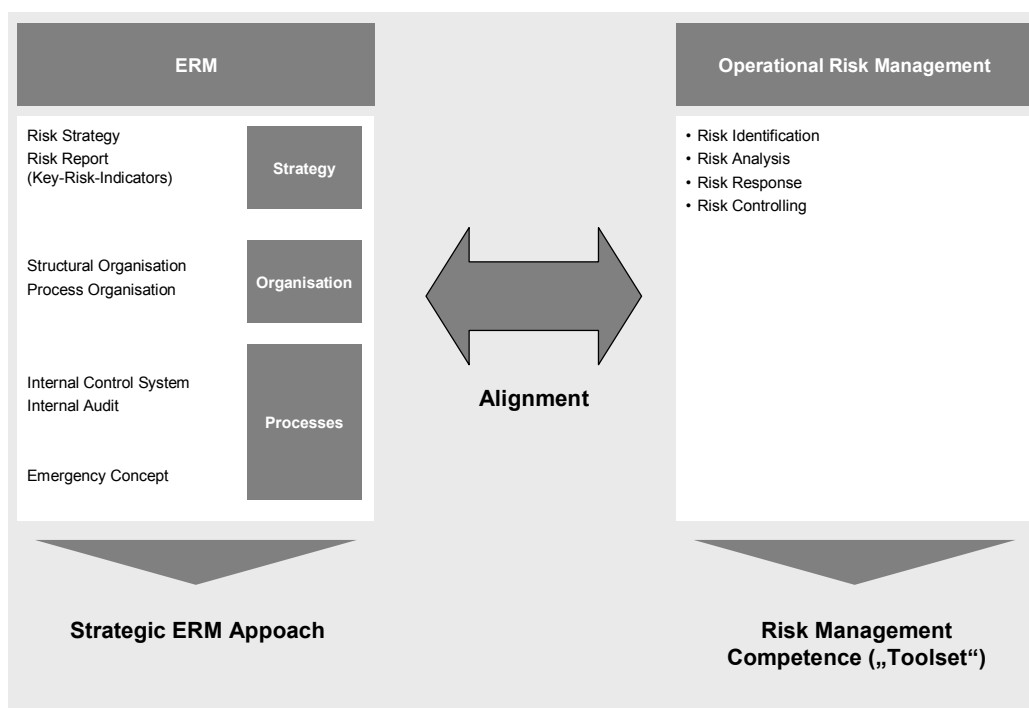 ERM
Risk Strategy
Risk Report
(Key-Risk-Indicators)
Strategy
Structural Organisation
Process Organisation
Organisation
Internal Control System
Internal Audit
Emergency Concept
Processes
Strategic ERM Appoach
Alignment
Operational Risk Management
• Risk Identification
• Risk Analysis
• Risk Response
• Risk Controlling
Risk Management
Competence („Toolset“)